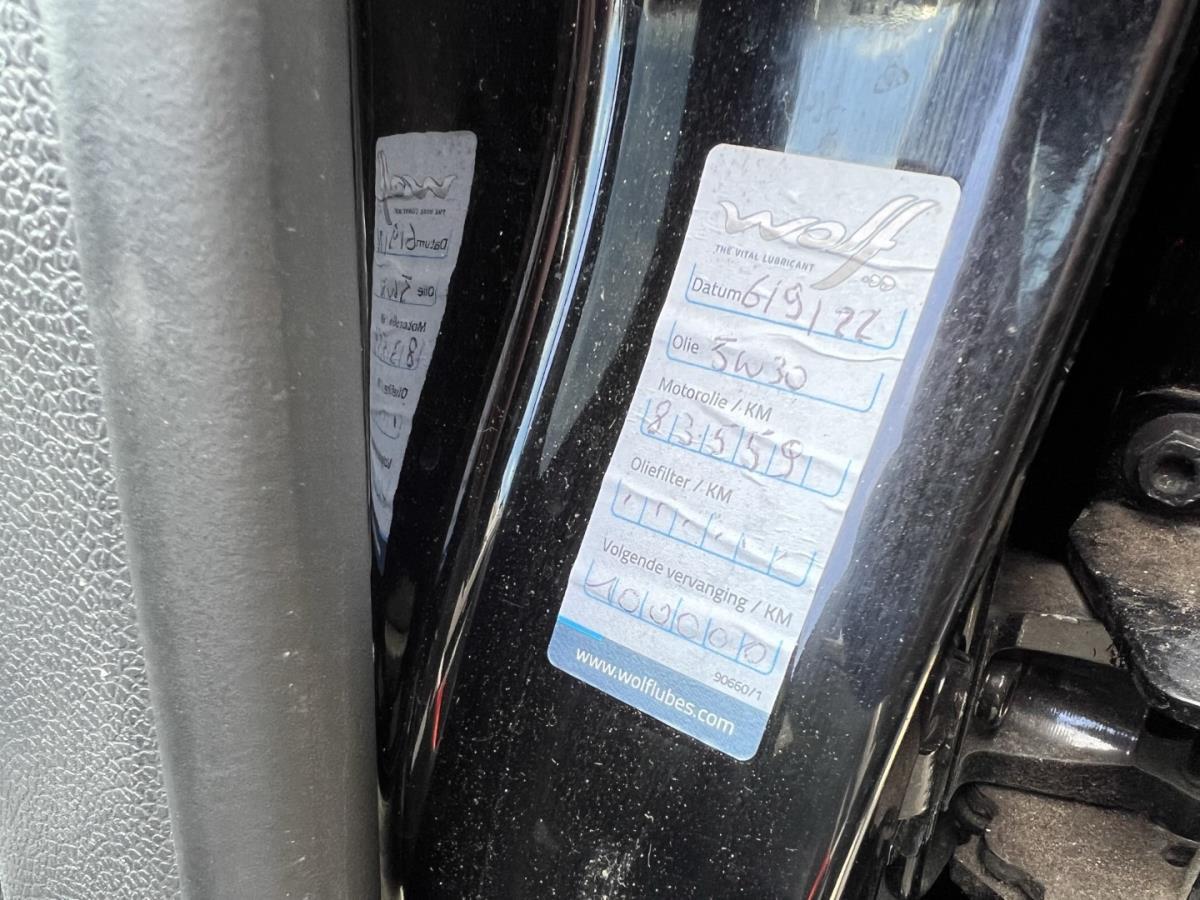 wolf
THE VITAL LUBRICANT
Datum 6/9/22
Olie 5W30
Motorolie / KM
83559
Oliefilter / KM
Volgende vervanging / KM
100000
90660/1
www.wolflubes.com